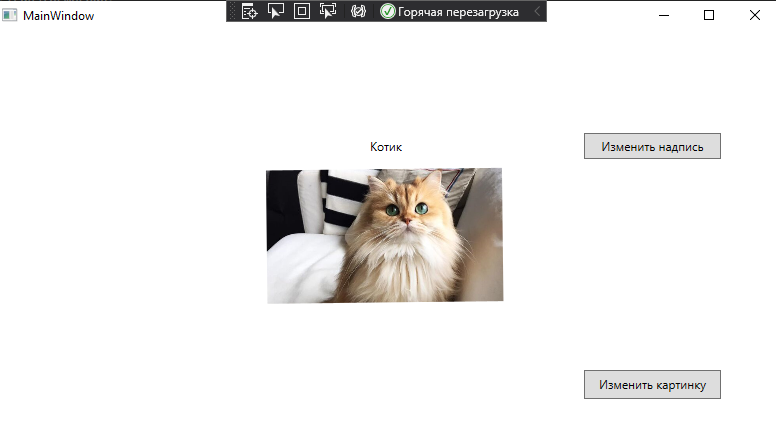 MainWindow
Горячая перезагрузка
Котик
Изменить надпись
Изменить картинку